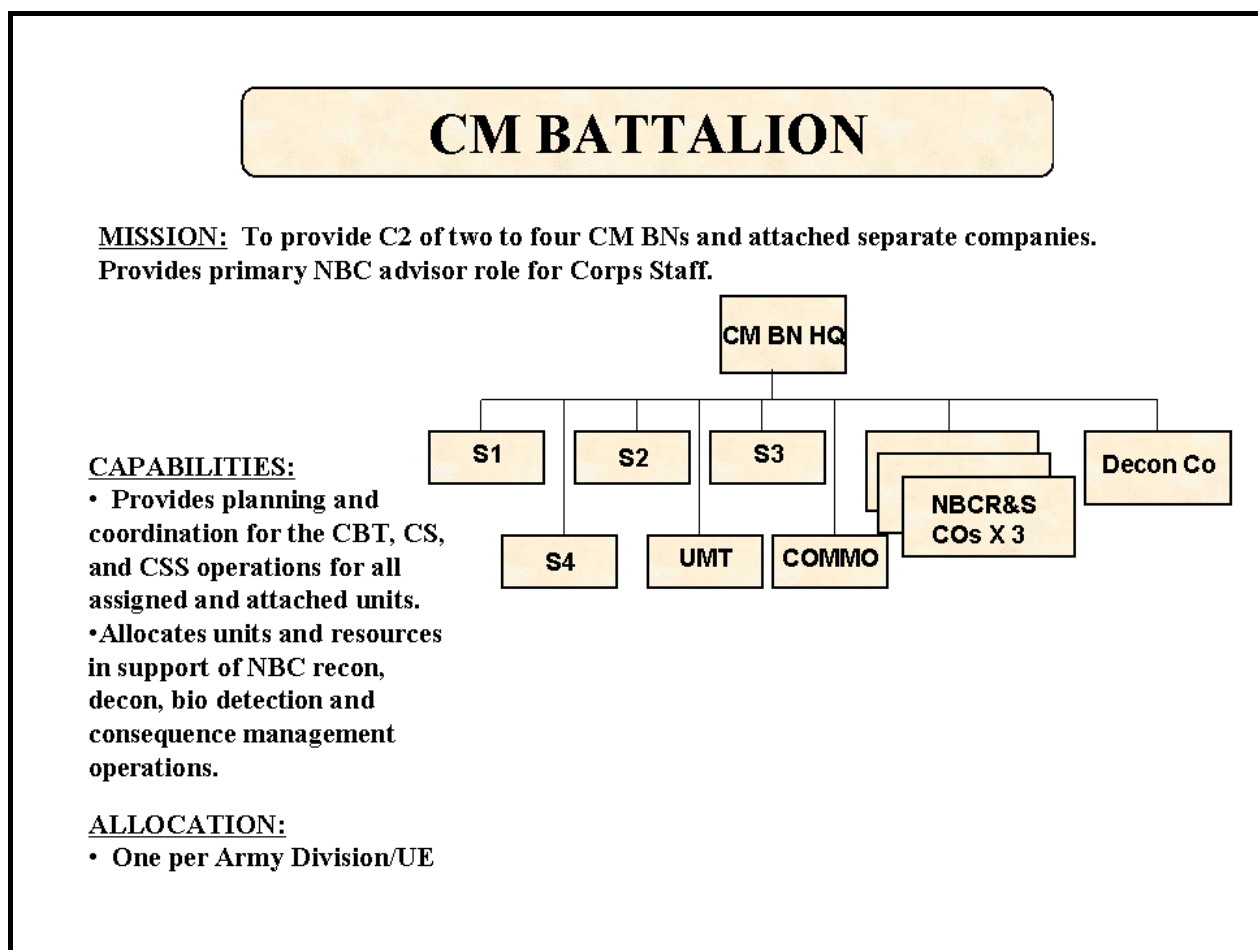 CM BATTALION
MISSION: To provide C2 of two to four CM BNs and attached separate companies.
Provides primary NBC advisor role for Corps Staff.
CM BN HQ
S1
S2
S3
NBCR&S
COs X 3
Decon Co
S4
UMT
COMMO
CAPABILITIES:
• Provides planning and
coordination for the CBT, CS,
and CSS operations for all
assigned and attached units.
•Allocates units and resources
in support of NBC recon,
decon, bio detection and
consequence management
operations.
ALLOCATION:
• One per Army Division/UE